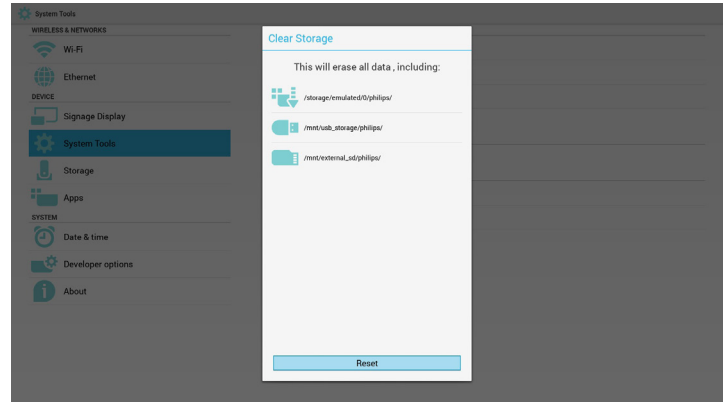 System Tools
WIRELESS & NETWORKS
Wi-Fi
Ethernet
DEVICE
Signage Display
System Tools
Storage
Apps
SYSTEM
Date & time
Developer options
About
Clear Storage
This will erase all data , including:
/storage/emulated/0/philips/
/mnt/usb_storage/philips/
/mnt/external_sd/philips/
Reset